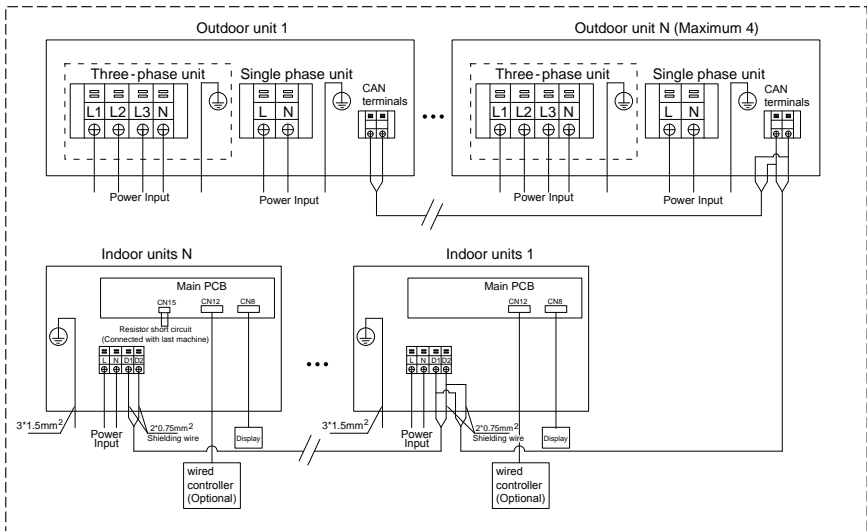 Outdoor unit 1
Outdoor unit N (Maximum 4)
Three-phase unit
Single phase unit
CAN
terminals
L1 L2 L3 N
L N
Power Input
Power Input
•••
Three-phase unit
Single phase unit
CAN
terminals
L1 L2 L3 N
L N
Power Input
Power Input
Indoor units N
Indoor units 1
Main PCB
CN15
CN12
CN8
Resistor short circuit
(Connected with last machine)
L N D1 D2
3*1.5mm²
Power
Input
2*0.75mm²
Shielding wire
Display
wired
controller
(Optional)
•••
Main PCB
CN12
CN8
L N D1 D2
3*1.5mm²
Power
Input
2*0.75mm²
Shielding wire
Display
wired
controller
(Optional)